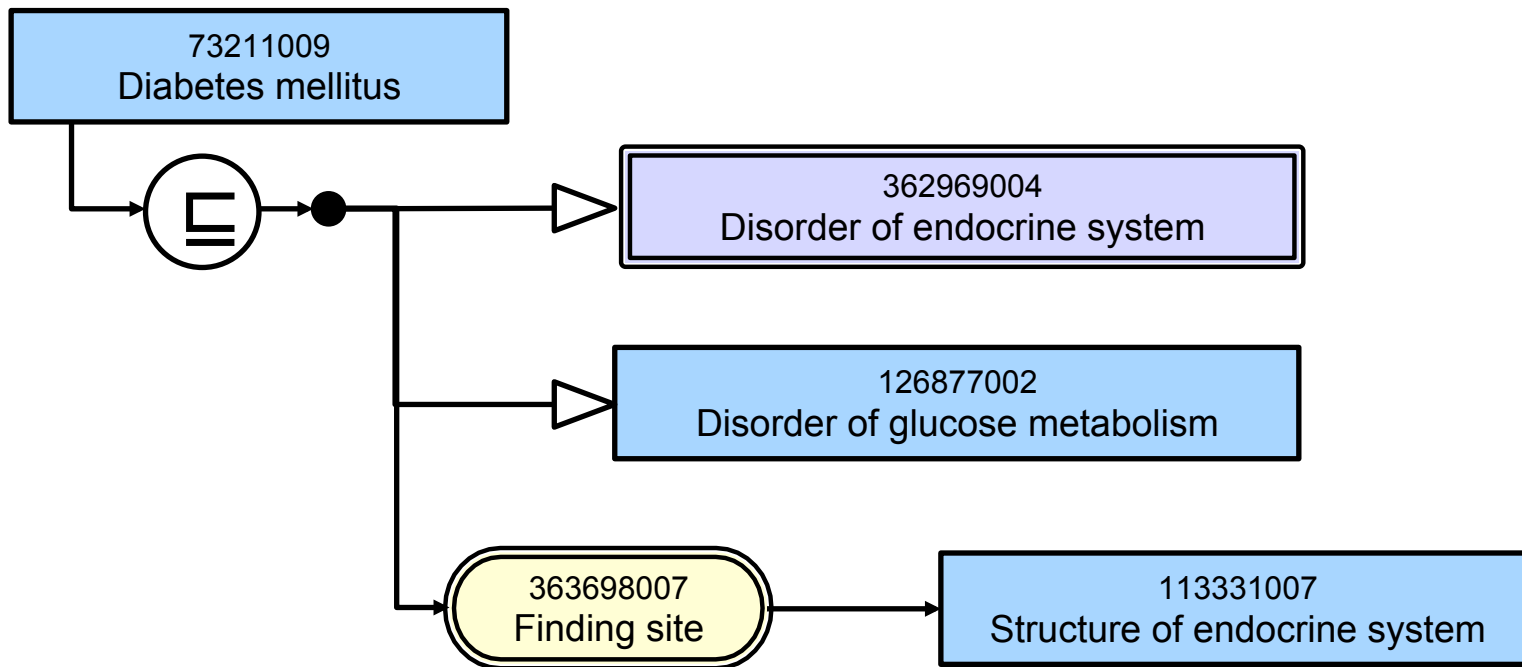 73211009
Diabetes mellitus
⊑
362969004
Disorder of endocrine system
126877002
Disorder of glucose metabolism
363698007
Finding site
113331007
Structure of endocrine system